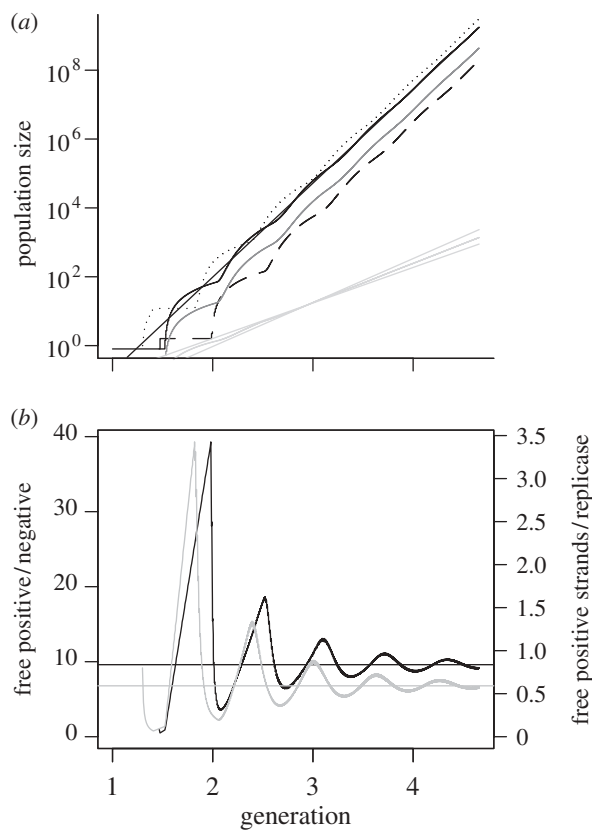 (a)
population size
10^8
10^6
10^4
10^2
10^0
(b)
free positive/negative
40
30
20
10
0
3.5
3.0
2.5
2.0
1.5
1.0
0.5
0
free positive strands/replicase
1 2 3 4
generation